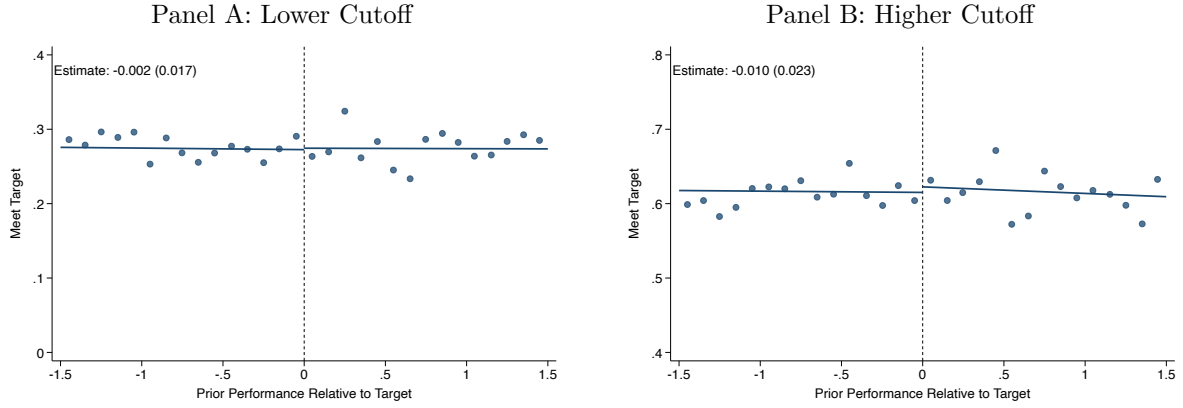 Panel A: Lower Cutoff
Estimate: -0.002 (0.017)
Meet Target
.4
.3
.2
.1
0
-1.5 -1 -.5 0 .5 1 1.5
Prior Performance Relative to Target
Panel B: Higher Cutoff
Estimate: -0.010 (0.023)
Meet Target
.8
.7
.6
.5
.4
-1.5 -1 -.5 0 .5 1 1.5
Prior Performance Relative to Target